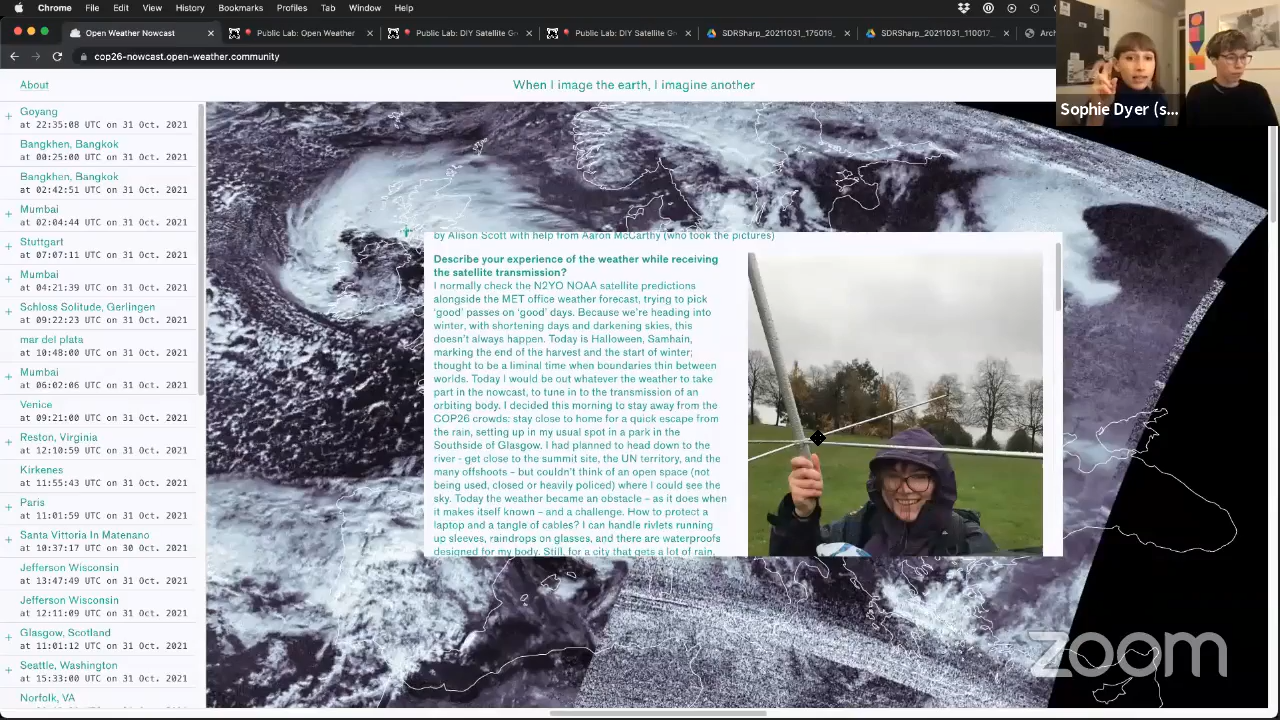 Chrome File Edit View History Bookmarks Profiles Tab Window Help
Open Weather Nowcast
Public Lab: Open Weather
Public Lab: DIY Satellite Gr
Public Lab: DIY Satellite Gr
SDRSharp_20211031_175019_
SDRSharp_20211031_110017_
cop26-nowcast.open-weather.community
Sophie Dyer (s...
About
When I image the earth, I imagine another
Goyang
at 22:35:08 UTC on 31 Oct. 2021
Bangkhen, Bangkok
at 00:25:00 UTC on 31 Oct. 2021
Bangkhen, Bangkok
at 02:42:51 UTC on 31 Oct. 2021
Mumbai
at 02:04:44 UTC on 31 Oct. 2021
Stuttgart
at 07:07:11 UTC on 31 Oct. 2021
Mumbai
at 04:21:39 UTC on 31 Oct. 2021
Schloss Solitude, Gerlingen
at 09:22:23 UTC on 31 Oct. 2021
mar del plata
at 10:48:00 UTC on 31 Oct. 2021
Mumbai
at 06:02:06 UTC on 31 Oct. 2021
Venice
at 09:21:00 UTC on 31 Oct. 2021
Reston, Virginia
at 12:10:59 UTC on 31 Oct. 2021
Kirkenes
at 11:55:43 UTC on 31 Oct. 2021
Paris
at 11:01:59 UTC on 31 Oct. 2021
Santa Vittoria In Matenano
at 10:37:17 UTC on 30 Oct. 2021
Jefferson Wisconsin
at 13:47:49 UTC on 31 Oct. 2021
Jefferson Wisconsin
at 12:11:09 UTC on 31 Oct. 2021
Glasgow, Scotland
at 11:01:12 UTC on 31 Oct. 2021
Seattle, Washington
at 15:33:00 UTC on 31 Oct. 2021
Norfolk, VA
by Alison Scott with help from Aaron McCarthy (who took the pictures)
Describe your experience of the weather while receiving
the satellite transmission?
I normally check the N2YO NOAA satellite predictions
alongside the MET office weather forecast, trying to pick
‘good’ passes on ‘good’ days. Because we’re heading into
winter, with shortening days and darkening skies, this
doesn’t always happen. Today is Halloween, Samhain,
marking the end of the harvest and the start of winter;
thought to be a liminal time when boundaries thin between
worlds. Today I would be out whatever the weather to take
part in the nowcast, to tune in to the transmission of an
orbiting body. I decided this morning to stay away from the
COP26 crowds: stay close to home for a quick escape from
the rain, setting up in my usual spot in a park in the
Southside of Glasgow. I had planned to head down to the
river - get close to the summit site, the UN territory, and the
many offshoots – but couldn’t think of an open space (not
being used, closed or heavily policed) where I could see the
sky. Today the weather became an obstacle – as it does when
it makes itself known – and a challenge. How to protect a
laptop and a tangle of cables? I can handle rivlets running
up sleeves, raindrops on glasses, and there are waterproofs
designed for my body. Still, for a city that gets a lot of rain,
zoom